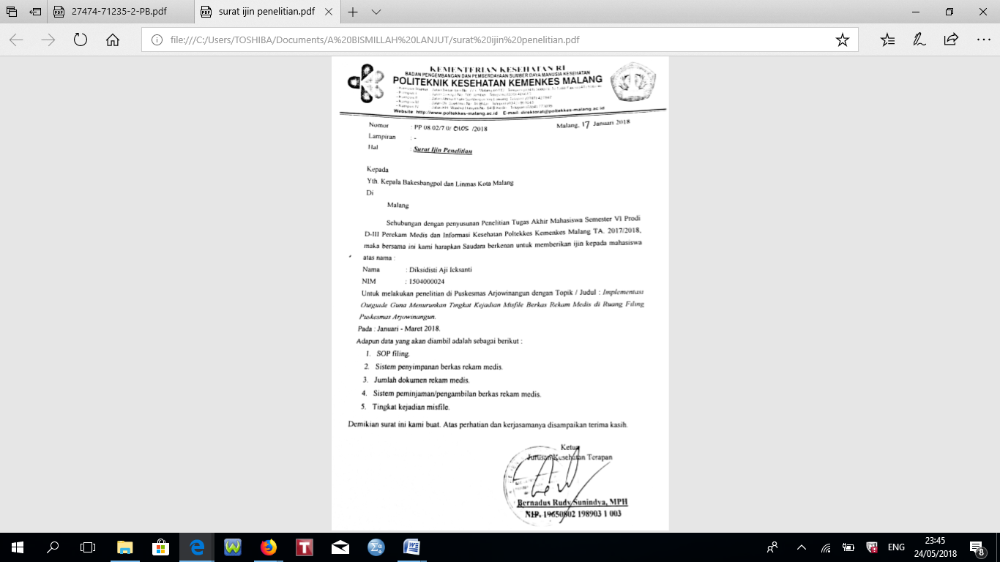 27474-71235-2-PB.pdf
surat ijin penelitian.pdf
file:///C:/Users/TOSHIBA/Documents/A%20BISMILLAH%20LANJUT/surat%20ijin%20penelitian.pdf
KEMENTERIAN KESEHATAN RI
BADAN PENGEMBANGAN DAN PEMBERDAYAAN SUMBER DAYA MANUSIA KESEHATAN
POLITEKNIK KESEHATAN KEMENKES MALANG
Website http://www.poltekkes-malang.ac.id E-mail: direktorat@poltekkes-malang.ac.id
Nomor : PP 08 02/7 0/ 0105 /2018
Malang, 17 Januari 2018
Lampiran : -
Hal : Surat Ijin Penelitian
Kepada
Yth. Kepala Bakesbangpol dan Linmas Kota Malang
Di
Malang
Sehubungan dengan penyusunan Penelitian Tugas Akhir Mahasiswa Semester VI Prodi
D-III Perekam Medis dan Informasi Kesehatan Poltekkes Kemenkes Malang TA. 2017/2018,
maka bersama ini kami harapkan Saudara berkenan untuk memberikan ijin kepada mahasiswa
atas nama :
Nama : Diksidisti Aji Icksanti
NIM : 1504000024
Untuk melakukan penelitian di Puskesmas Arjowinangun dengan Topik / Judul : Implementasi
Outguide Guna Menurunkan Tingkat Kejadian Misfile Berkas Rekam Medis di Ruang Filing
Puskesmas Arjowinangun.
Pada : Januari - Maret 2018.
Adapun data yang akan diambil adalah sebagai berikut :
1. SOP filing.
2. Sistem penyimpanan berkas rekam medis.
3. Jumlah dokumen rekam medis.
4. Sistem peminjaman/pengambilan berkas rekam medis.
5. Tingkat kejadian misfile.
Demikian surat ini kami buat. Atas perhatian dan kerjasamanya disampaikan terima kasih.
Ketua
Jurusan Kesehatan Terapan
Bernadus Rudy Sunindya, MPH
NIP. 19650802 198903 1 003
ENG
23:45
24/05/2018
8